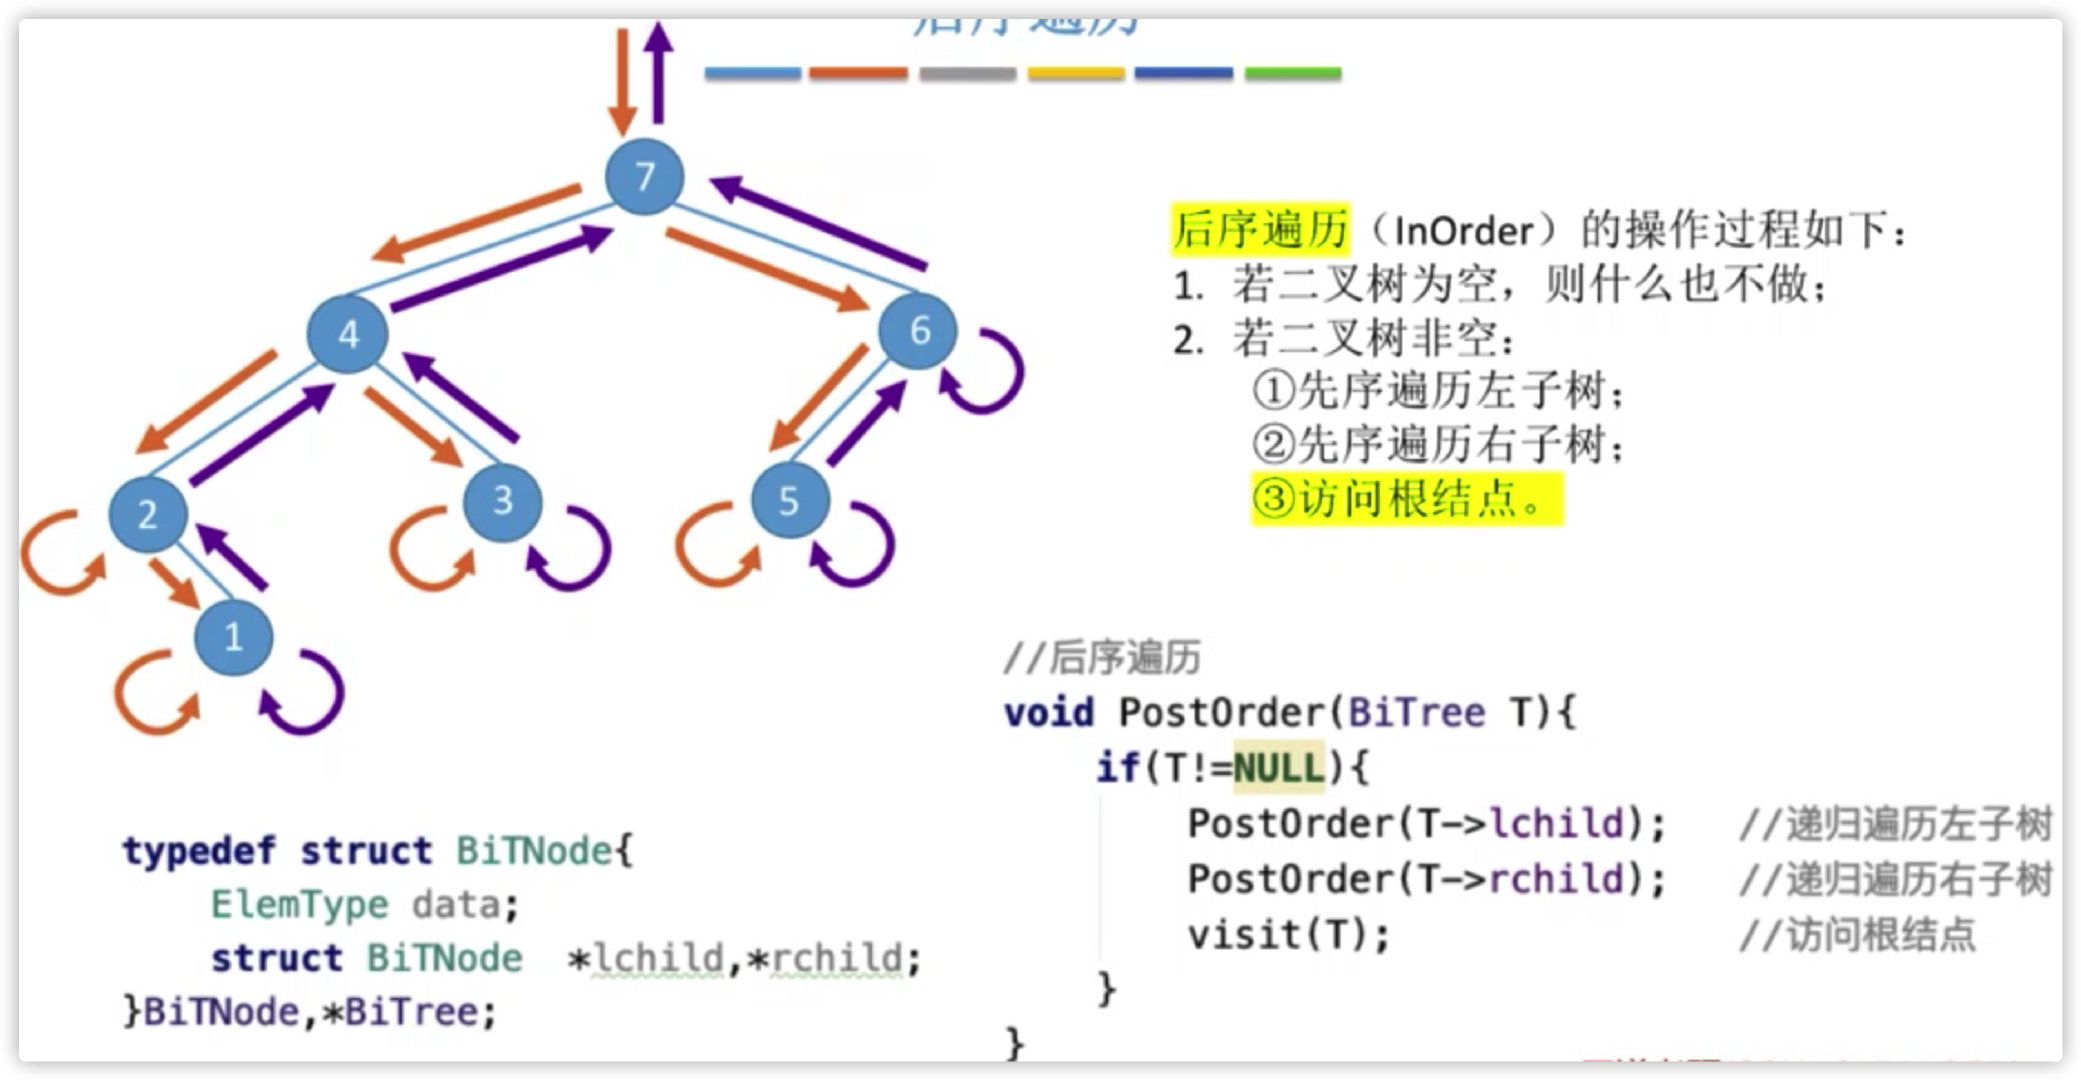 后序遍历
7
4
6
2
3
5
1
后序遍历（InOrder）的操作过程如下：
1. 若二叉树为空，则什么也不做；
2. 若二叉树非空：
①先序遍历左子树；
②先序遍历右子树；
③访问根结点。
//后序遍历
void PostOrder(BiTree T){
if(T!=NULL){
PostOrder(T->lchild); //递归遍历左子树
PostOrder(T->rchild); //递归遍历右子树
visit(T); //访问根结点
}
}
typedef struct BiTNode{
ElemType data;
struct BiTNode *lchild,*rchild;
}BiTNode,*BiTree;